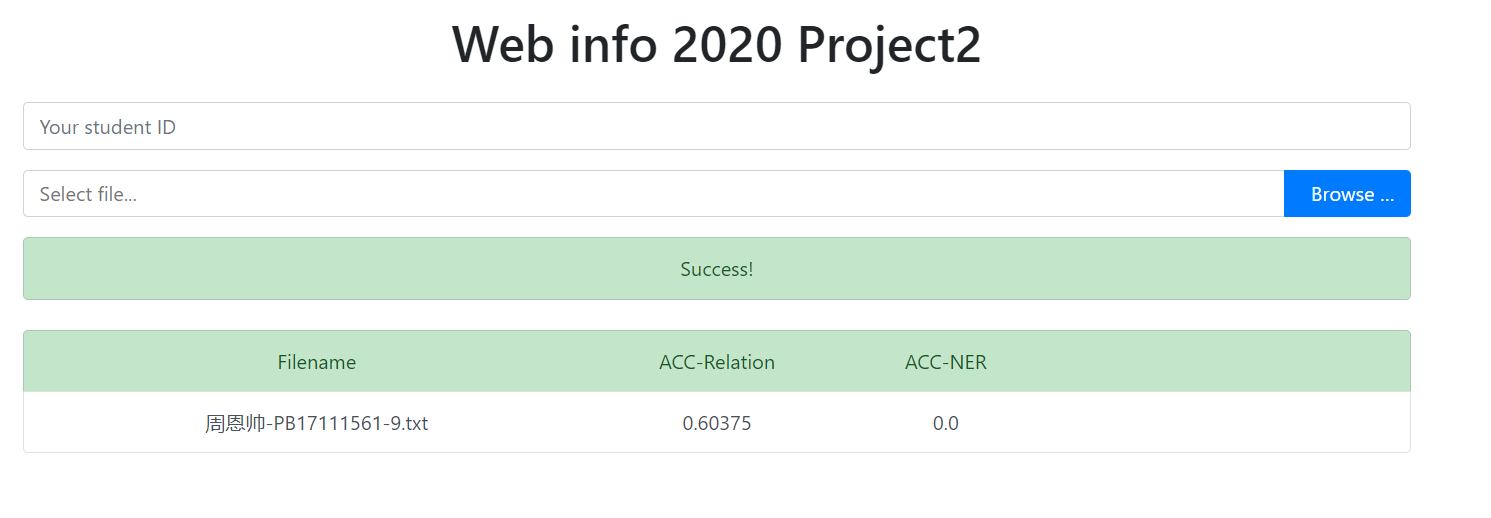 Web info 2020 Project2
Your student ID
Select file...
Browse ...
Success!
Filename ACC-Relation ACC-NER
周恩帅-PB17111561-9.txt 0.60375 0.0